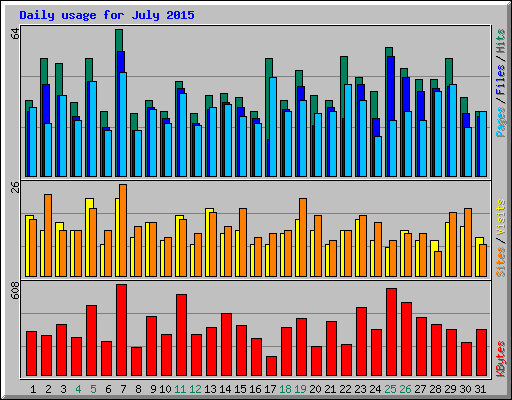 Daily usage for July 2015
64
Pages / Files / Hits
26
Sites / Visits
608
KBytes
1 2 3 4 5 6 7 8 9 10 11 12 13 14 15 16 17 18 19 20 21 22 23 24 25 26 27 28 29 30 31